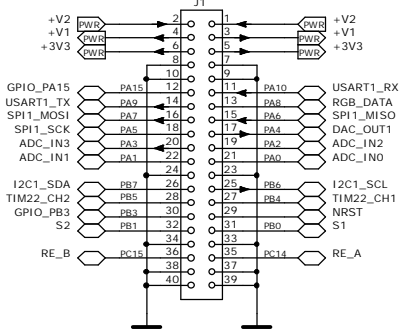 J1
+V2 PWR 2 1 PWR +V2
+V1 PWR 4 3 PWR +V1
+3V3 PWR 6 5 PWR +3V3
8 7
10 9
GPIO_PA15 PA15 12 11 PA10 USART1_RX
USART1_TX PA9 14 13 PA8 RGB_DATA
SPI1_MOSI PA7 16 15 PA6 SPI1_MISO
SPI1_SCK PA5 18 17 PA4 DAC_OUT1
ADC_IN3 PA3 20 19 PA2 ADC_IN2
ADC_IN1 PA1 22 21 PA0 ADC_IN0
24 23
I2C1_SDA PB7 26 25 PB6 I2C1_SCL
TIM22_CH2 PB5 28 27 PB4 TIM22_CH1
GPIO_PB3 PB3 30 29 NRST
S2 PB1 32 31 PB0 S1
34 33
RE_B PC15 36 35 PC14 RE_A
38 37
40 39